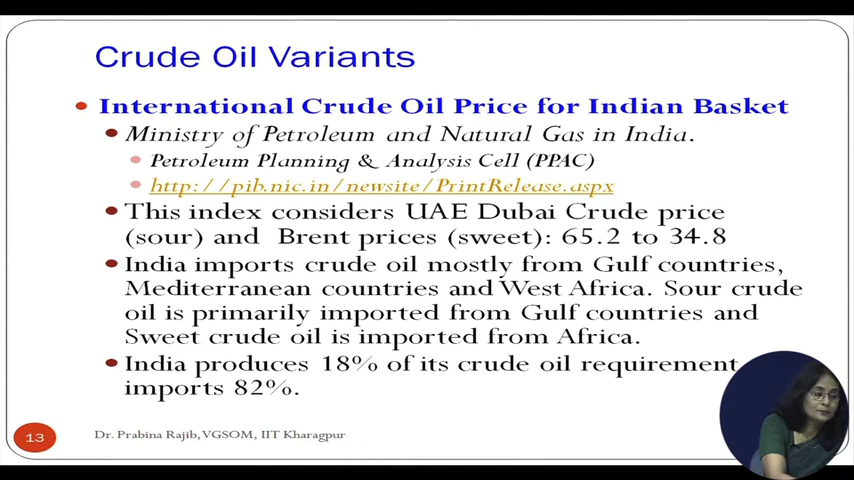 Crude Oil Variants
International Crude Oil Price for Indian Basket
Ministry of Petroleum and Natural Gas in India.
Petroleum Planning & Analysis Cell (PPAC)
http://pib.nic.in/newsite/PrintRelease.aspx
This index considers UAE Dubai Crude price
(sour) and Brent prices (sweet): 65.2 to 34.8
India imports crude oil mostly from Gulf countries,
Mediterranean countries and West Africa. Sour crude
oil is primarily imported from Gulf countries and
Sweet crude oil is imported from Africa.
India produces 18% of its crude oil requirement
imports 82%.
13
Dr. Prabina Rajib, VGSOM, IIT Kharagpur